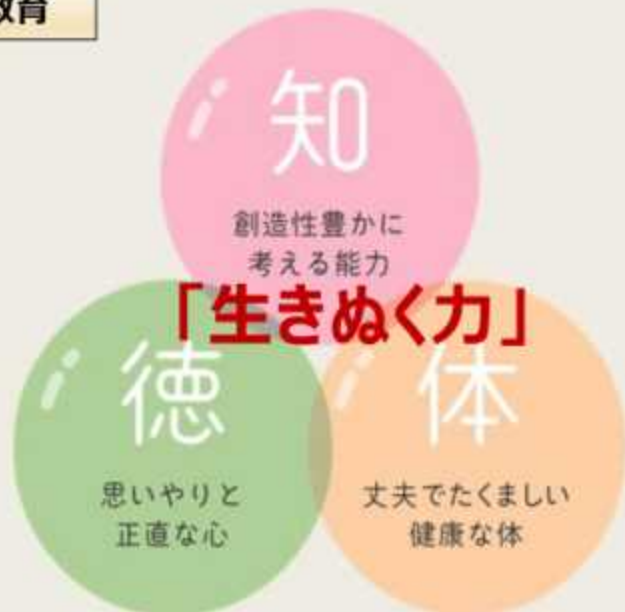 教育
知
創造性豊かに
考える能力
「生きぬく力」
徳
思いやりと
正直な心
体
丈夫でたくましい
健康な体